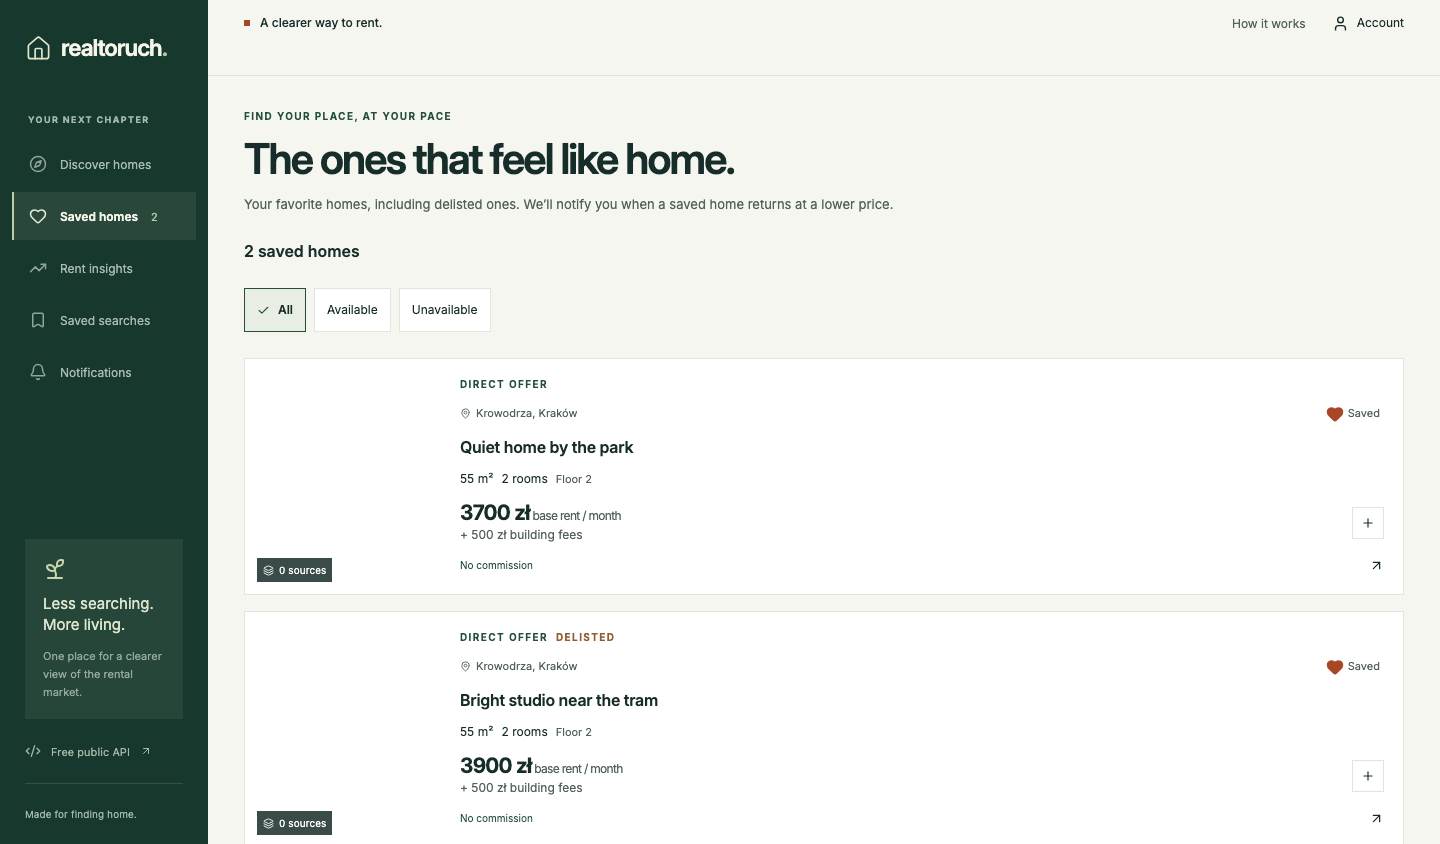 realtoruch.
YOUR NEXT CHAPTER
Discover homes
Saved homes 2
Rent insights
Saved searches
Notifications
Less searching.
More living.
One place for a clearer
view of the rental
market.
Free public API
Made for finding home.
A clearer way to rent.
How it works
Account
FIND YOUR PLACE, AT YOUR PACE
The ones that feel like home.
Your favorite homes, including delisted ones. We'll notify you when a saved home returns at a lower price.
2 saved homes
All
Available
Unavailable
DIRECT OFFER
Krowodrza, Kraków
Saved
Quiet home by the park
55 m² 2 rooms Floor 2
3700 zł base rent / month
+ 500 zł building fees
0 sources
No commission
DIRECT OFFER DELISTED
Krowodrza, Kraków
Saved
Bright studio near the tram
55 m² 2 rooms Floor 2
3900 zł base rent / month
+ 500 zł building fees
0 sources
No commission